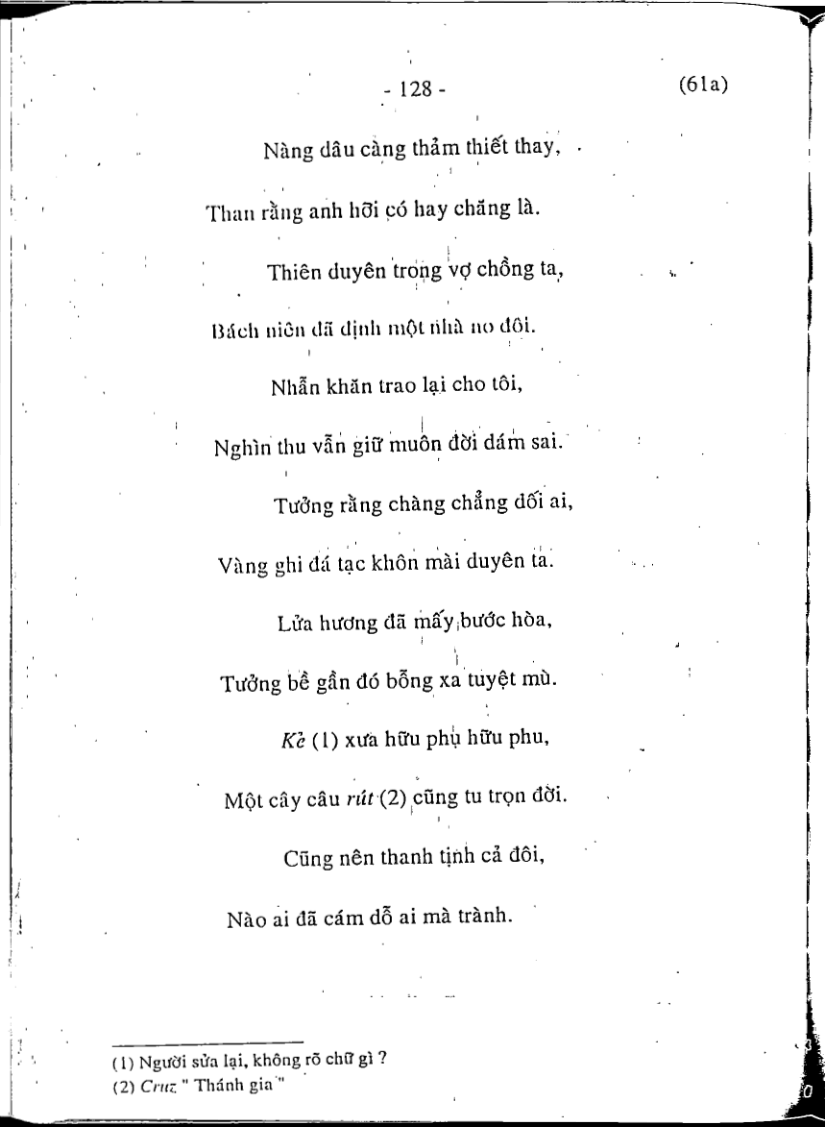 - 128 -
(61a)
Nàng dâu càng thảm thiết thay,
Than rằng anh hỡi có hay chăng là.
Thiên duyên trong vợ chồng ta,
Bách niên đã định một nhà no đôi.
Nhẫn khăn trao lại cho tôi,
Nghìn thu vẫn giữ muôn đời dám sai.
Tưởng rằng chàng chẳng dối ai,
Vàng ghi đá tạc khôn mài duyên ta.
Lửa hương đã mấy bước hòa,
Tưởng bề gần đó bỗng xa tuyệt mù.
Kẻ (1) xưa hữu phụ hữu phu,
Một cây câu rút (2) cũng tu trọn đời.
Cũng nên thanh tịnh cả đôi,
Nào ai đã cám dỗ ai mà trành.
(1) Người sửa lại, không rõ chữ gì ?
(2) Cruz " Thánh gia "